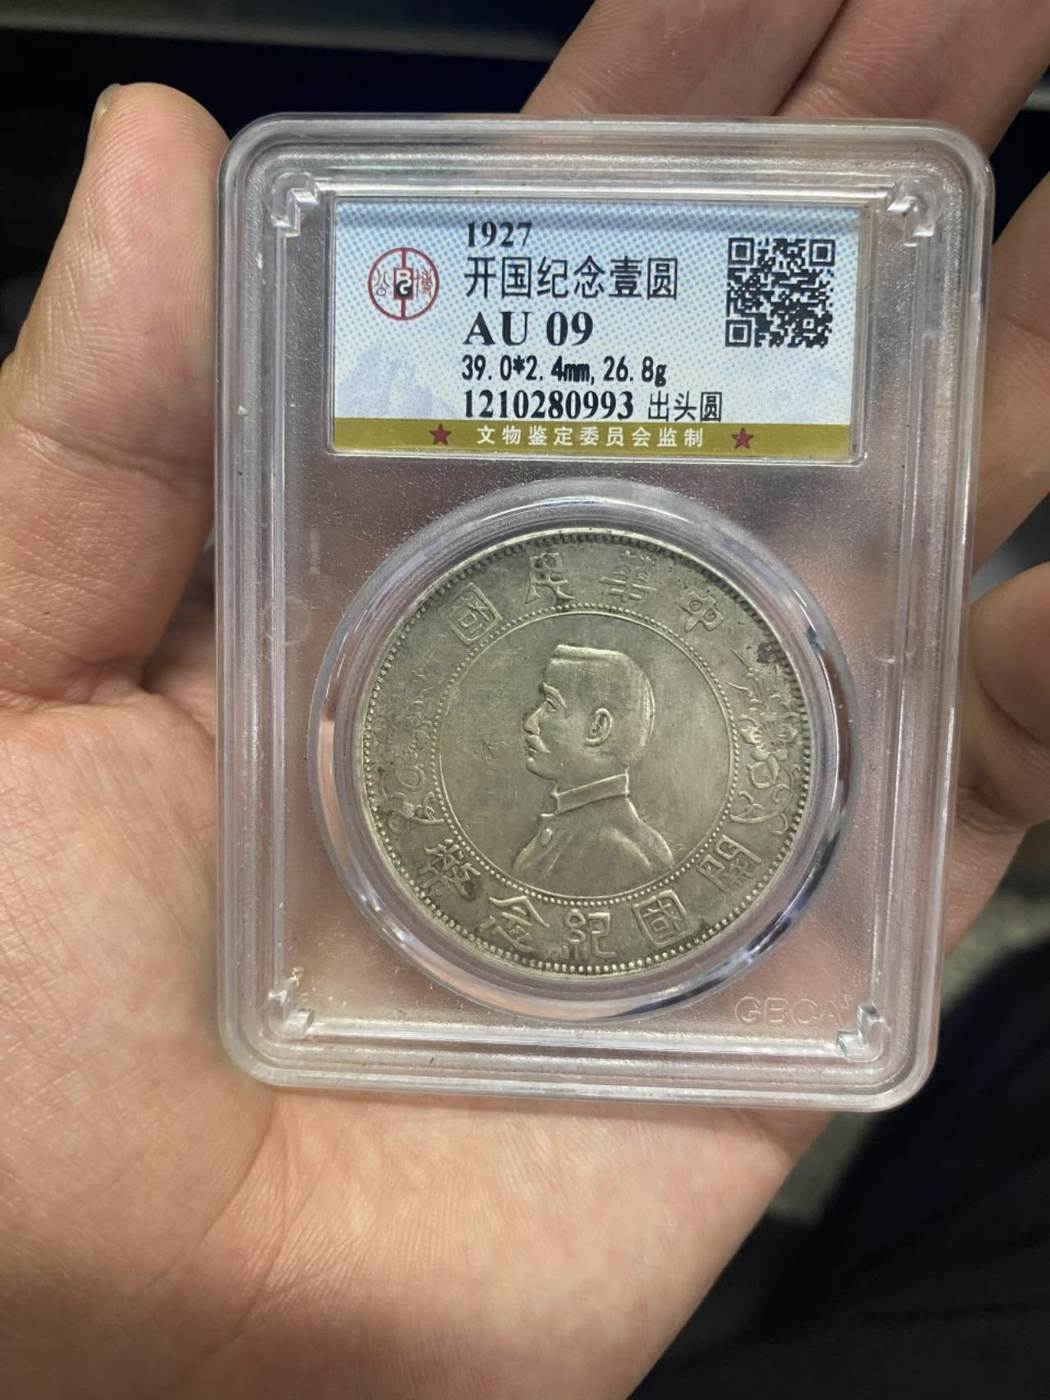 1927
开国纪念壹圆
公 博
AU 09
39.0*2.4mm,26.8g
1210280993 出头圆
★ 文物鉴定委员会监制 ★
中華民國
開國紀念幣
GBCA